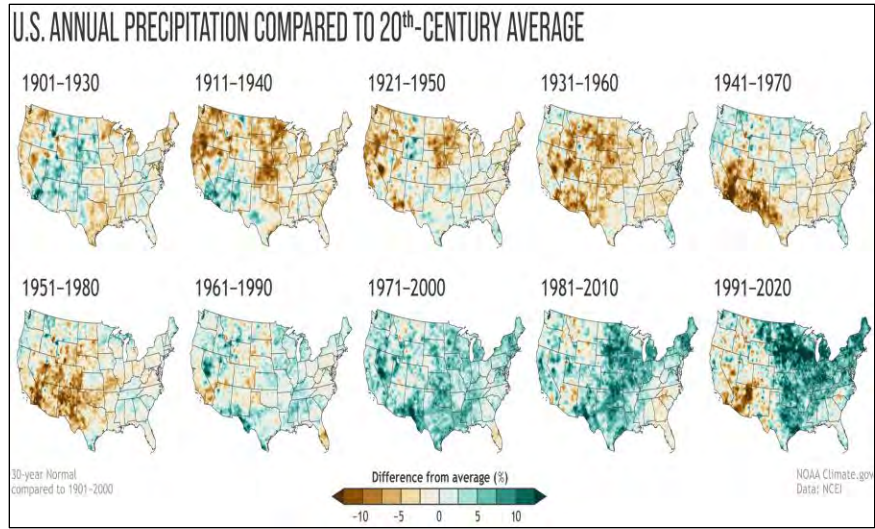 U.S. ANNUAL PRECIPITATION COMPARED TO 20th-CENTURY AVERAGE
1901–1930 1911–1940 1921–1950 1931–1960 1941–1970
1951–1980 1961–1990 1971–2000 1981–2010 1991–2020
30-year Normal
compared to 1901–2000
Difference from average (%)
-10 -5 0 5 10
NOAA Climate.gov
Data: NCEI